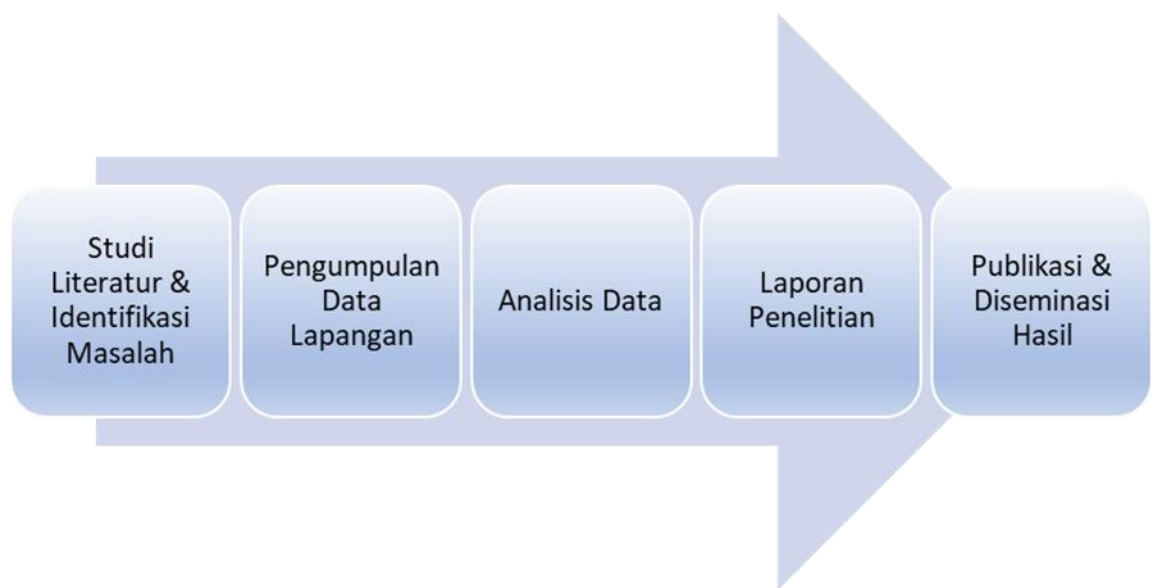 Studi
Literatur &
Identifikasi
Masalah
Pengumpulan
Data
Lapangan
Analisis Data
Laporan
Penelitian
Publikasi &
Diseminasi
Hasil